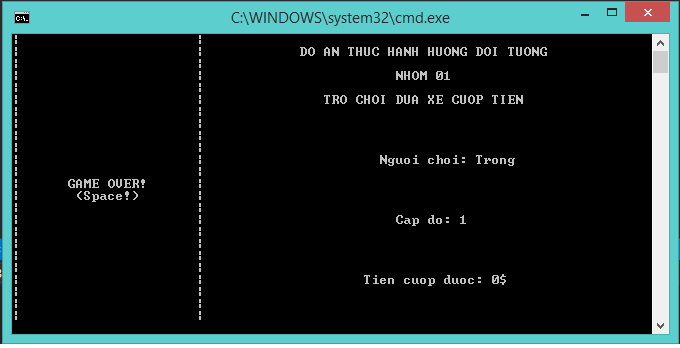 C:\WINDOWS\system32\cmd.exe
DO AN THUC HANH HUONG DOI TUONG
NHOM 01
TRO CHOI DUA XE CUOP TIEN
Nguoi choi: Trong
GAME OVER!
(Space!)
Cap do: 1
Tien cuop duoc: 0$